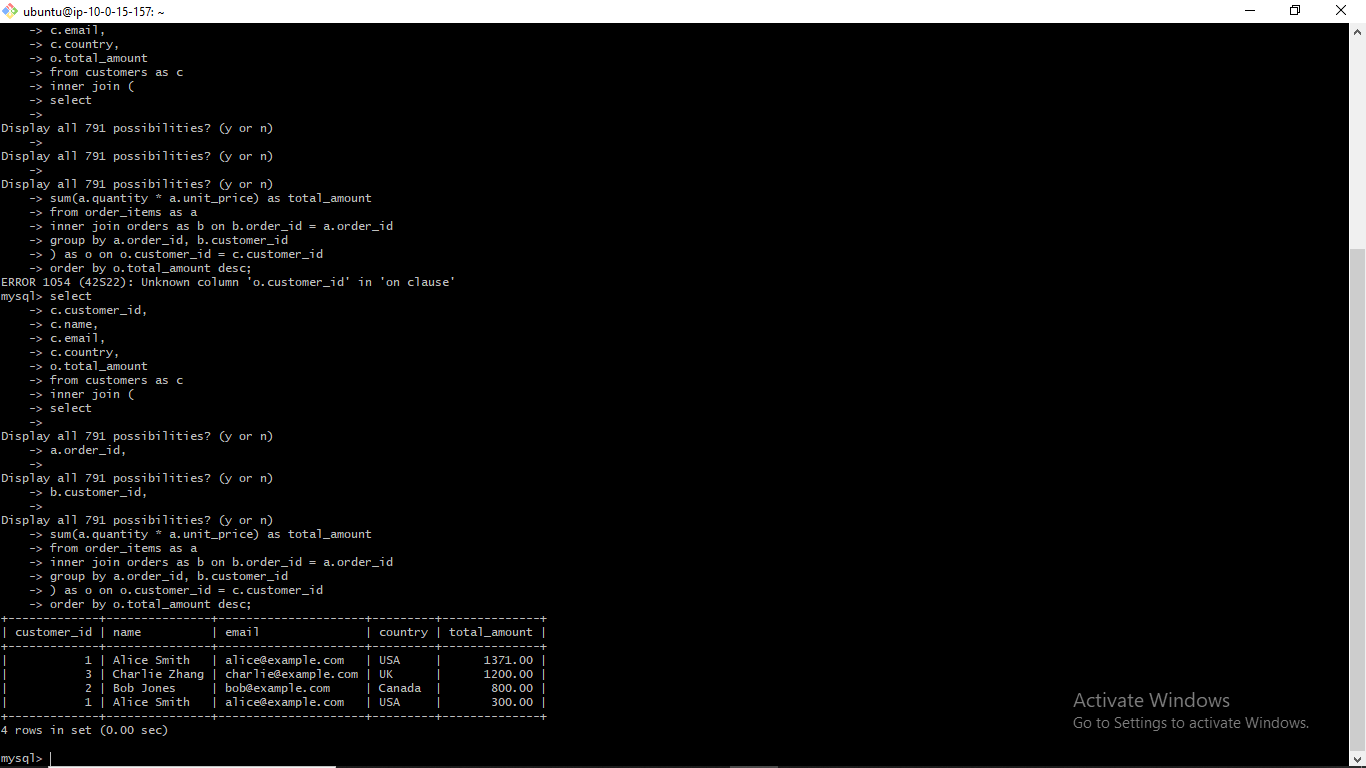 ubuntu@ip-10-0-15-157: ~
-> c.email,
-> c.country,
-> o.total_amount
-> from customers as c
-> inner join (
-> select
->
Display all 791 possibilities? (y or n)
->
Display all 791 possibilities? (y or n)
->
Display all 791 possibilities? (y or n)
-> sum(a.quantity * a.unit_price) as total_amount
-> from order_items as a
-> inner join orders as b on b.order_id = a.order_id
-> group by a.order_id, b.customer_id
-> ) as o on o.customer_id = c.customer_id
-> order by o.total_amount desc;
ERROR 1054 (42S22): Unknown column 'o.customer_id' in 'on clause'
mysql> select
-> c.customer_id,
-> c.name,
-> c.email,
-> c.country,
-> o.total_amount
-> from customers as c
-> inner join (
-> select
->
Display all 791 possibilities? (y or n)
-> a.order_id,
->
Display all 791 possibilities? (y or n)
-> b.customer_id,
->
Display all 791 possibilities? (y or n)
-> sum(a.quantity * a.unit_price) as total_amount
-> from order_items as a
-> inner join orders as b on b.order_id = a.order_id
-> group by a.order_id, b.customer_id
-> ) as o on o.customer_id = c.customer_id
-> order by o.total_amount desc;
+-------------+---------------+---------------------+---------+--------------+
| customer_id | name | email | country | total_amount |
+-------------+---------------+---------------------+---------+--------------+
| 1 | Alice Smith | alice@example.com | USA | 1371.00 |
| 3 | Charlie Zhang | charlie@example.com | UK | 1200.00 |
| 2 | Bob Jones | bob@example.com | Canada | 800.00 |
| 1 | Alice Smith | alice@example.com | USA | 300.00 |
+-------------+---------------+---------------------+---------+--------------+
4 rows in set (0.00 sec)
mysql>
Activate Windows
Go to Settings to activate Windows.